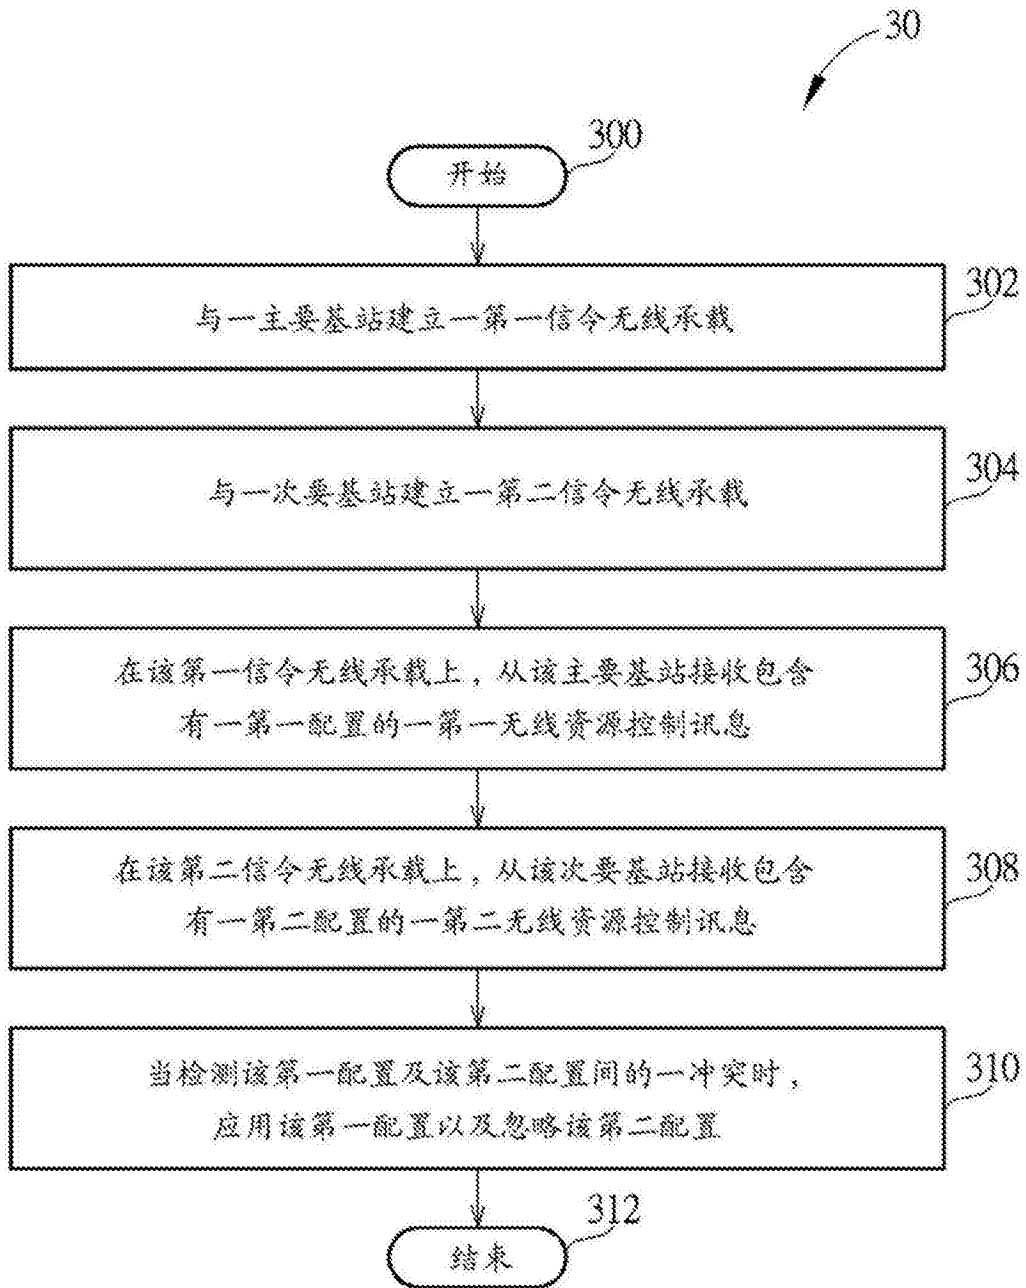 30
300
开始
302
与一主要基站建立一第一信令无线承载
304
与一次要基站建立一第二信令无线承载
306
在该第一信令无线承载上，从该主要基站接收包含
有一第一配置的一第一无线资源控制讯息
308
在该第二信令无线承载上，从该次要基站接收包含
有一第二配置的一第二无线资源控制讯息
310
当检测该第一配置及该第二配置间的一冲突时，
应用该第一配置以及忽略该第二配置
312
结束